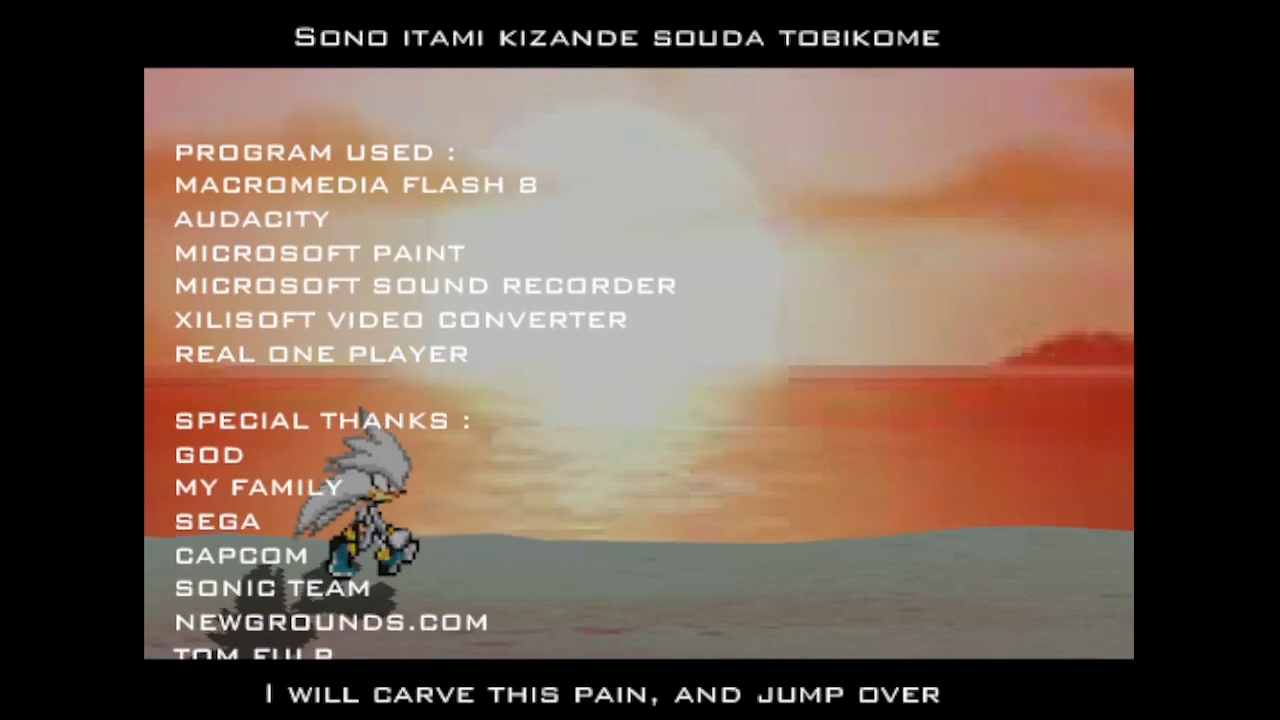 Sono itami kizande souda tobikome
PROGRAM USED :
MACROMEDIA FLASH 8
AUDACITY
MICROSOFT PAINT
MICROSOFT SOUND RECORDER
XILISOFT VIDEO CONVERTER
REAL ONE PLAYER
SPECIAL THANKS :
GOD
MY FAMILY
SEGA
CAPCOM
SONIC TEAM
NEWGROUNDS.COM
TOM FULP
I will carve this pain, and jump over